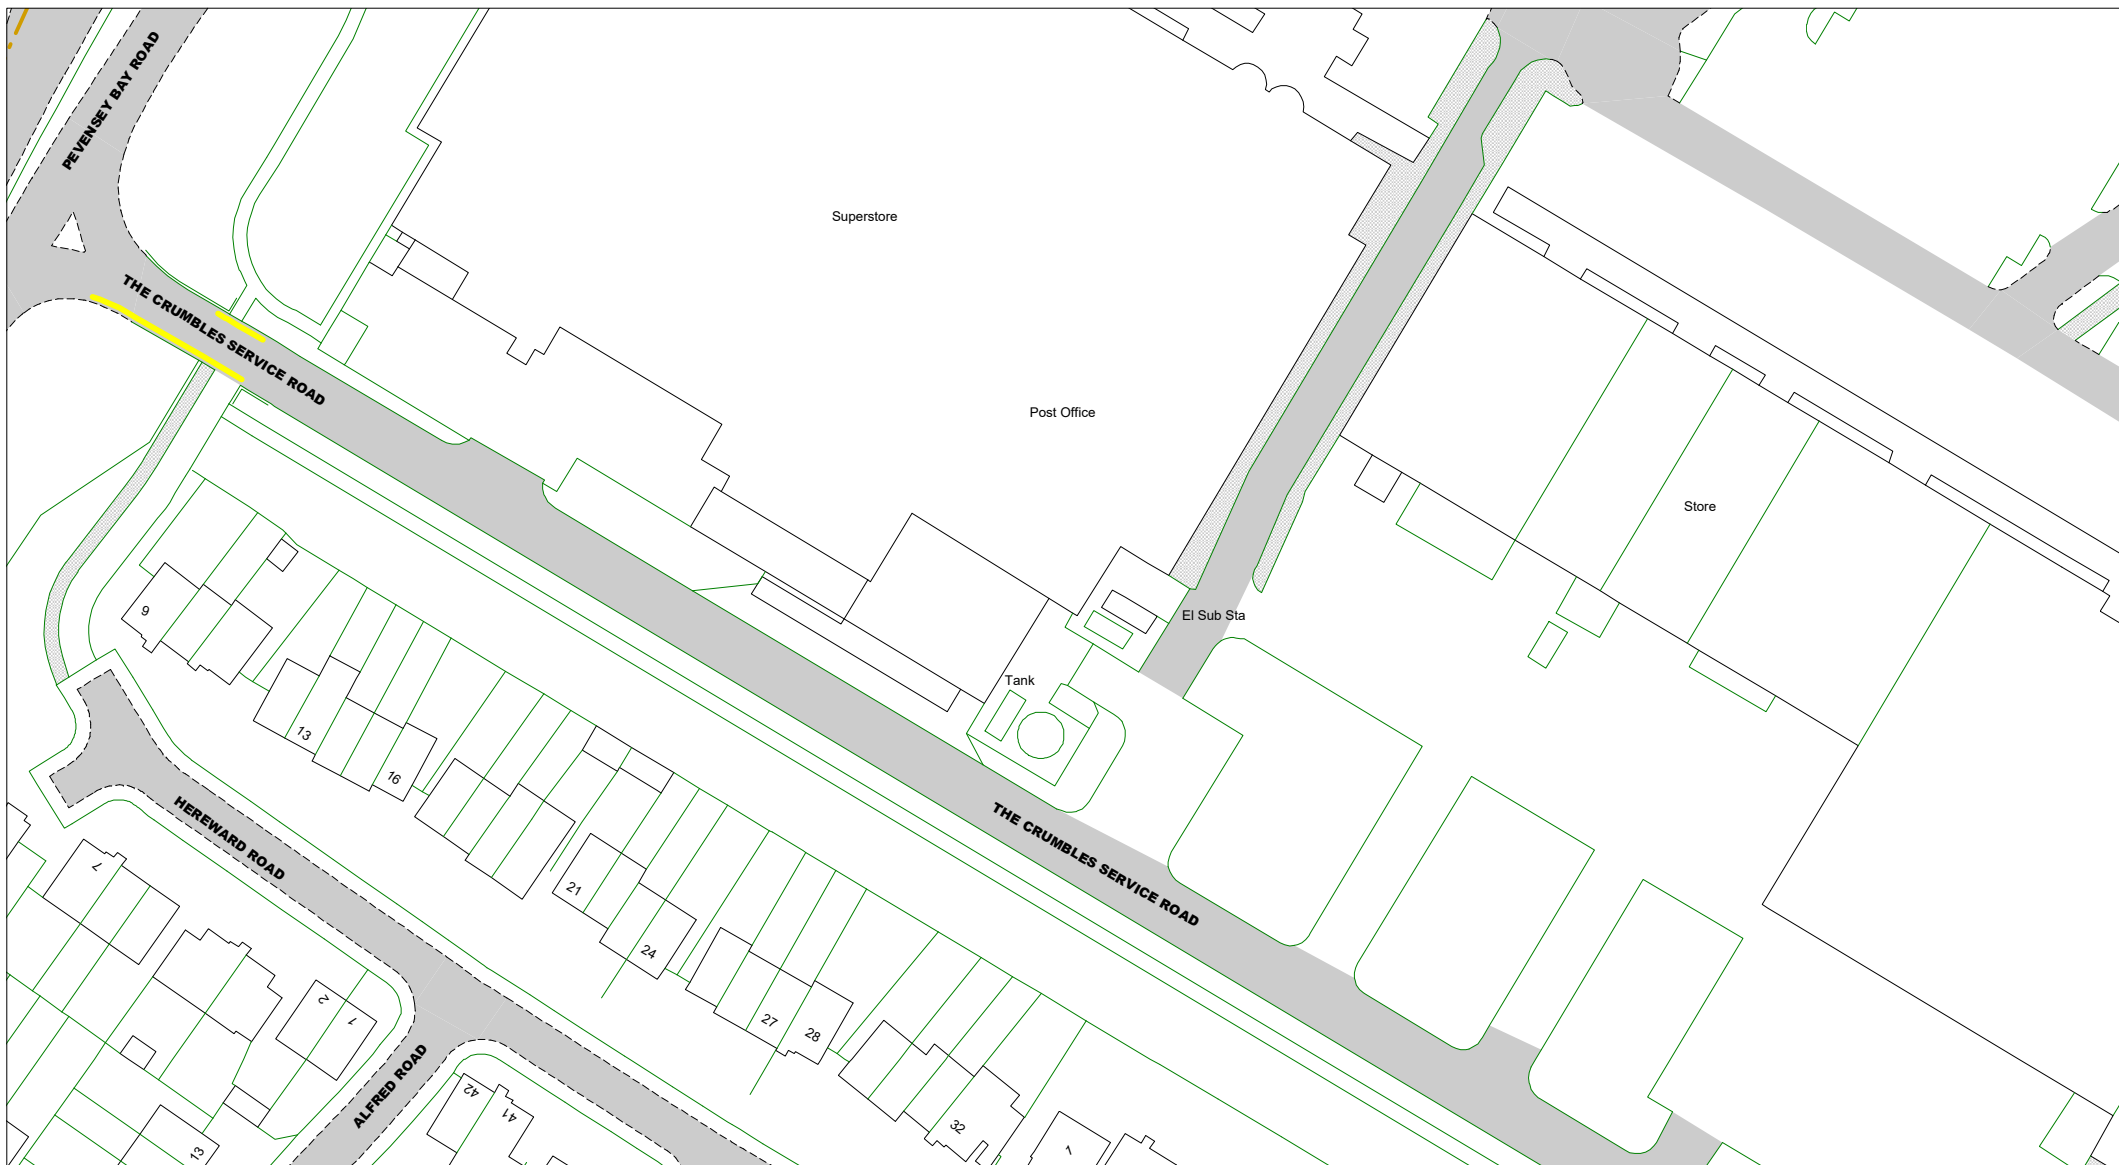 PEVENSEY BAY ROAD
THE CRUMBLES SERVICE ROAD
Superstore
Post Office
Store
El Sub Sta
Tank
9
13
16
THE CRUMBLES SERVICE ROAD
HEREWARD ROAD
7
21
24
2
1
27
28
ALFRED ROAD
42
41
32
1
13